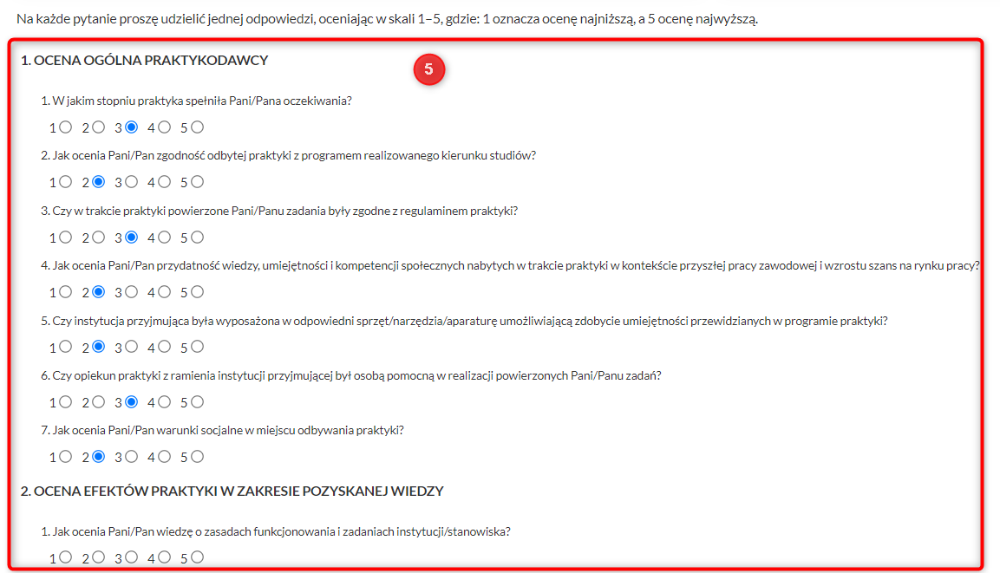 Na każde pytanie proszę udzielić jednej odpowiedzi, oceniając w skali 1–5, gdzie: 1 oznacza ocenę najniższą, a 5 ocenę najwyższą.
1. OCENA OGÓLNA PRAKTYKODAWCY
5
1. W jakim stopniu praktyka spełniła Pani/Pana oczekiwania?
1 2 3 4 5
2. Jak ocenia Pani/Pan zgodność odbytej praktyki z programem realizowanego kierunku studiów?
1 2 3 4 5
3. Czy w trakcie praktyki powierzone Pani/Panu zadania były zgodne z regulaminem praktyki?
1 2 3 4 5
4. Jak ocenia Pani/Pan przydatność wiedzy, umiejętności i kompetencji społecznych nabytych w trakcie praktyki w kontekście przyszłej pracy zawodowej i wzrostu szans na rynku pracy?
1 2 3 4 5
5. Czy instytucja przyjmująca była wyposażona w odpowiedni sprzęt/narzędzia/aparaturę umożliwiającą zdobycie umiejętności przewidzianych w programie praktyki?
1 2 3 4 5
6. Czy opiekun praktyki z ramienia instytucji przyjmującej był osobą pomocną w realizacji powierzonych Pani/Panu zadań?
1 2 3 4 5
7. Jak ocenia Pani/Pan warunki socjalne w miejscu odbywania praktyki?
1 2 3 4 5
2. OCENA EFEKTÓW PRAKTYKI W ZAKRESIE POZYSKANEJ WIEDZY
1. Jak ocenia Pani/Pan wiedzę o zasadach funkcjonowania i zadaniach instytucji/stanowiska?
1 2 3 4 5